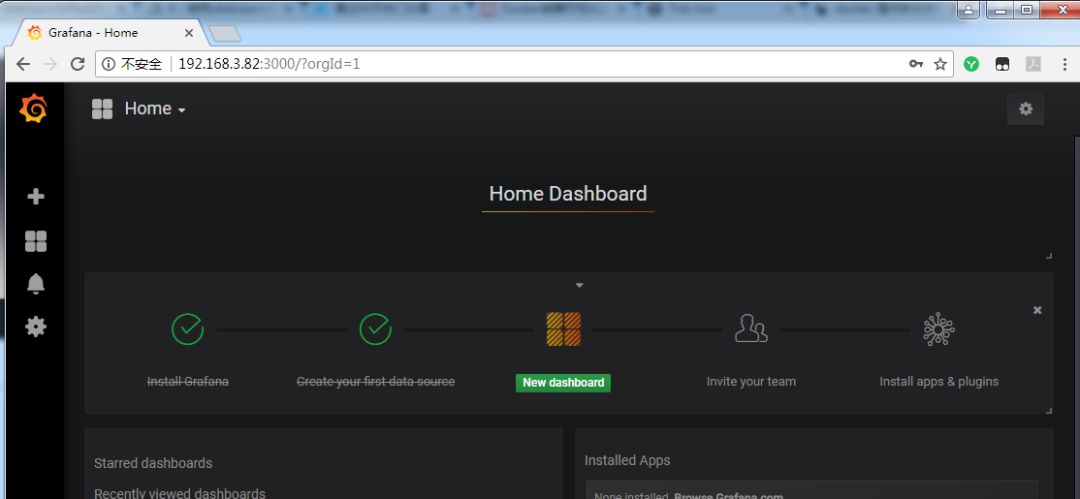 Grafana - Home
不安全 192.168.3.82:3000/?orgId=1
Home
Home Dashboard
Install Grafana
Create your first data source
New dashboard
Invite your team
Install apps & plugins
Starred dashboards
Installed Apps
Recently viewed dashboards
None installed. Browse Grafana.com